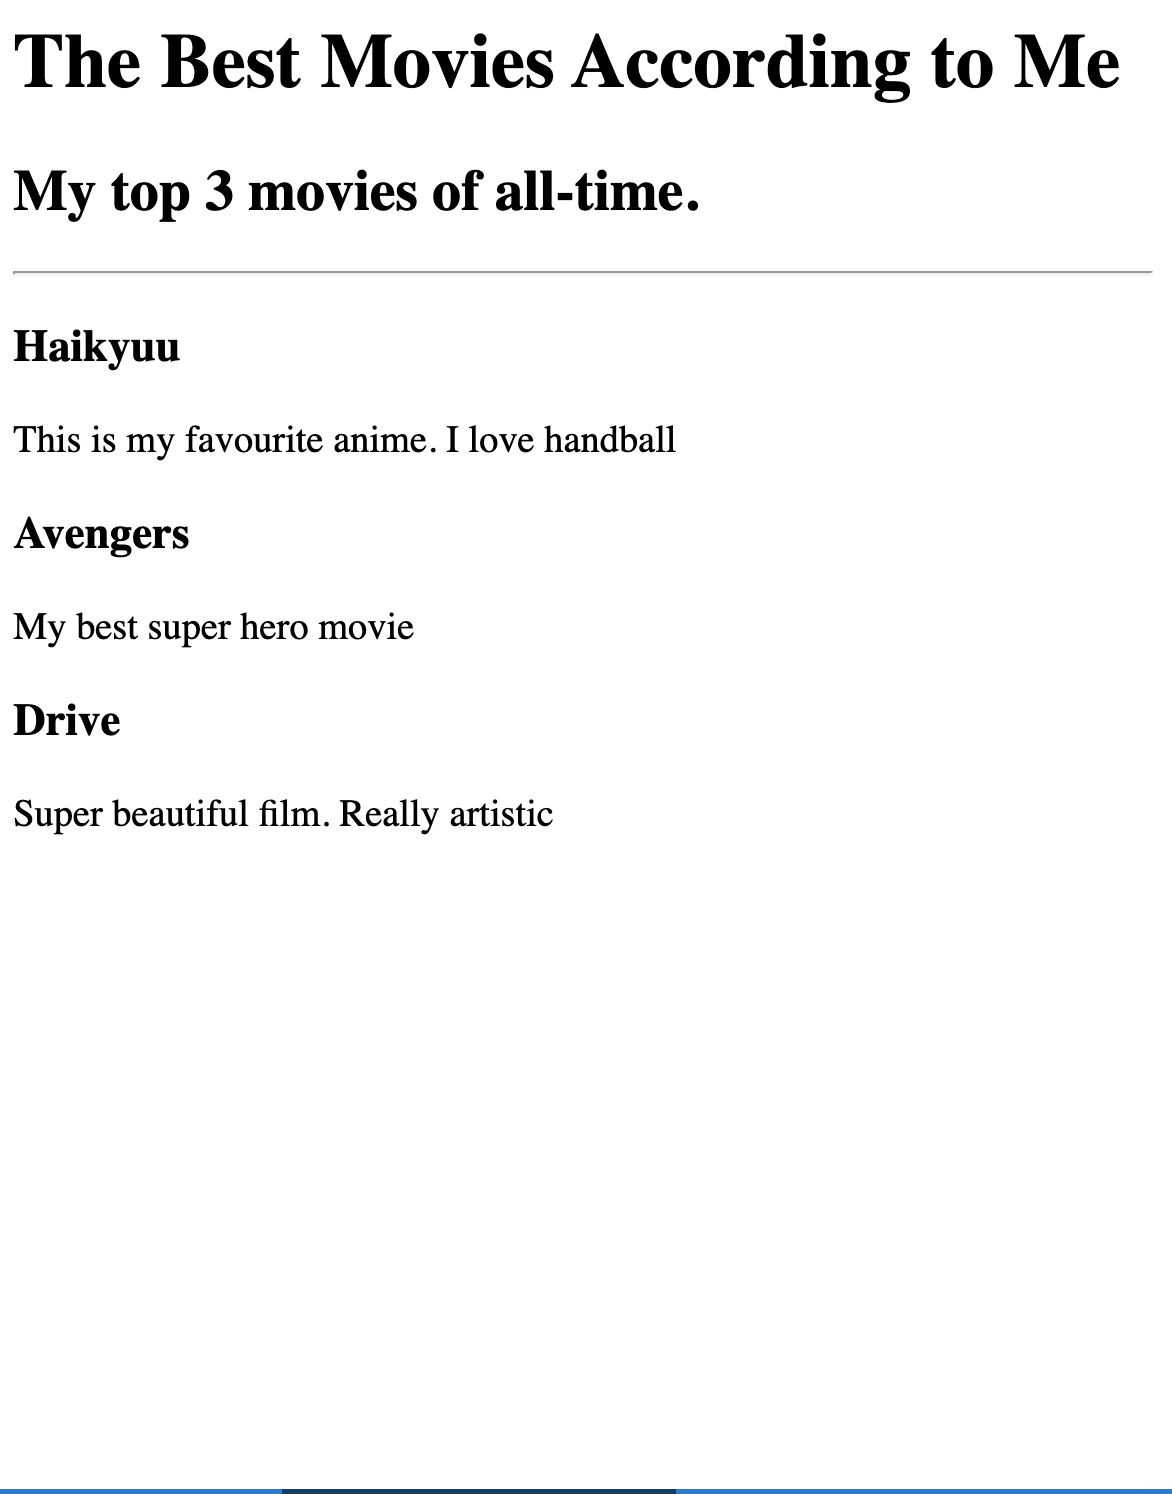 The Best Movies According to Me
My top 3 movies of all-time.
Haikyuu
This is my favourite anime. I love handball
Avengers
My best super hero movie
Drive
Super beautiful film. Really artistic